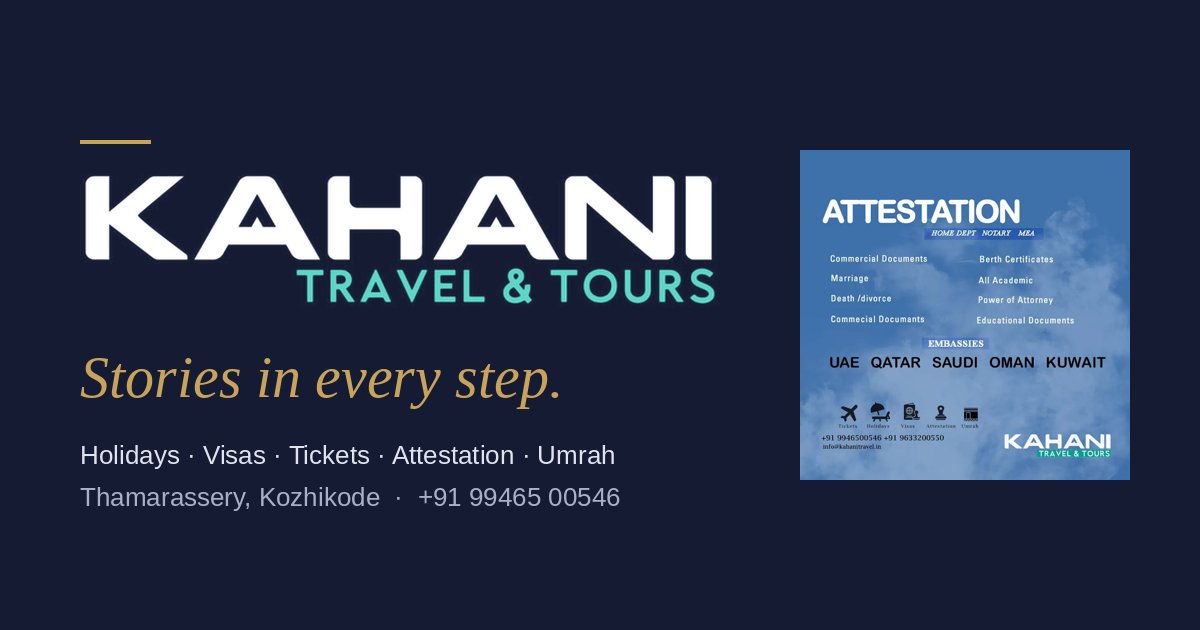 KAHANI
TRAVEL & TOURS
Stories in every step.
Holidays · Visas · Tickets · Attestation · Umrah
Thamarassery, Kozhikode · +91 99465 00546
ATTESTATION
HOME DEPT NOTARY MEA
Commercial Documents
Marriage
Death /divorce
Commecial Documants
Berth Certificates
All Academic
Power of Attorney
Educational Documents
EMBASSIES
UAE QATAR SAUDI OMAN KUWAIT
Tickets Holidays Visas Attestation Umrah
+91 9946500546 +91 9633200550
info@kahanitravel.in
KAHANI
TRAVEL & TOURS